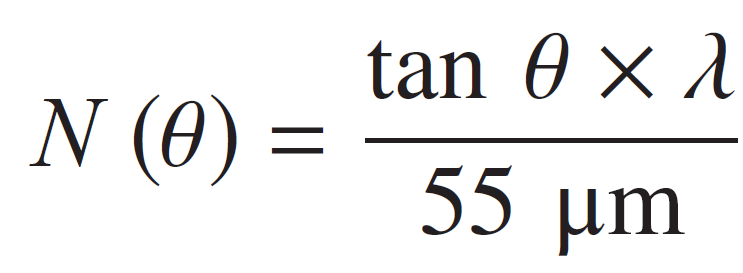 N (θ) = tan θ × λ / 55 μm